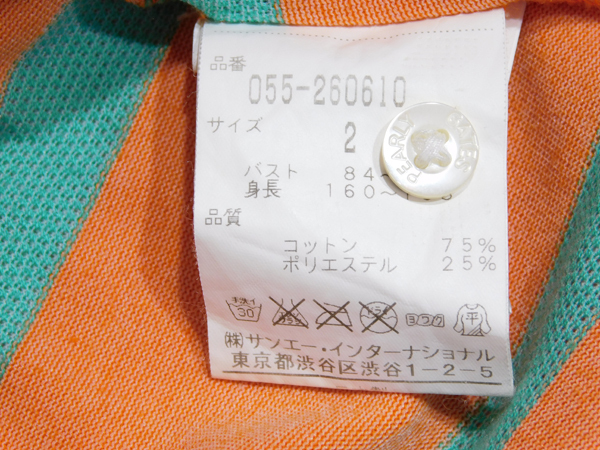 品番
055-260610
サイズ
2
バスト 84~
身長 160~
品質
コットン 75%
ポリエステル 25%
手洗イ
30
ヨワク
平
㈱サンエー・インターナショナル
東京都渋谷区渋谷1-2-5
PEARLY GATES